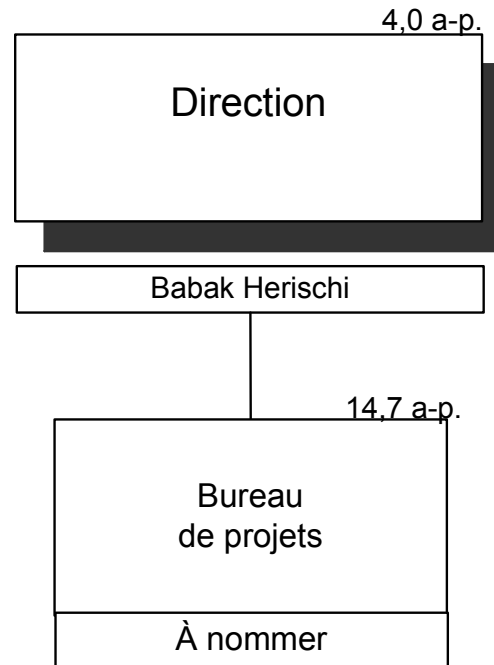 4,0 a-p.
Direction
Babak Herischi
14,7 a-p.
Bureau
de projets
À nommer